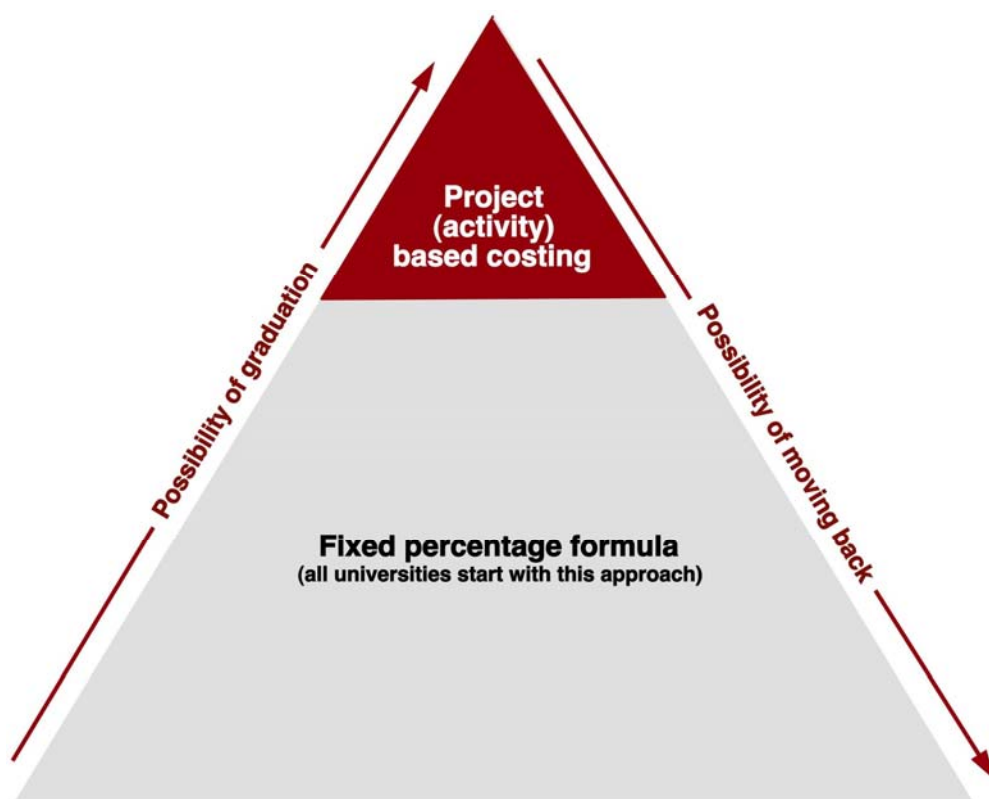 Project
(activity)
based costing
Possibility of graduation
Possibility of moving back
Fixed percentage formula
(all universities start with this approach)